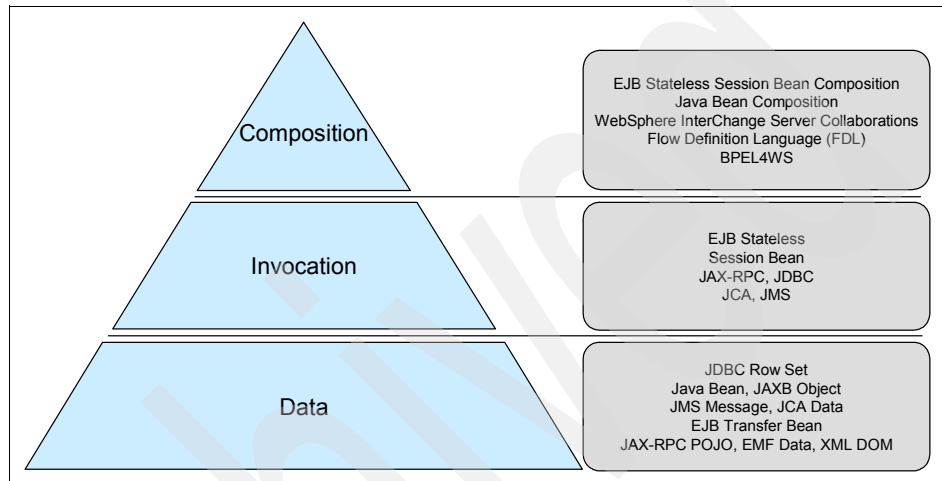 Composition
EJB Stateless Session Bean Composition
Java Bean Composition
WebSphere InterChange Server Collaborations
Flow Definition Language (FDL)
BPEL4WS
Invocation
EJB Stateless
Session Bean
JAX-RPC, JDBC
JCA, JMS
Data
JDBC Row Set
Java Bean, JAXB Object
JMS Message, JCA Data
EJB Transfer Bean
JAX-RPC POJO, EMF Data, XML DOM